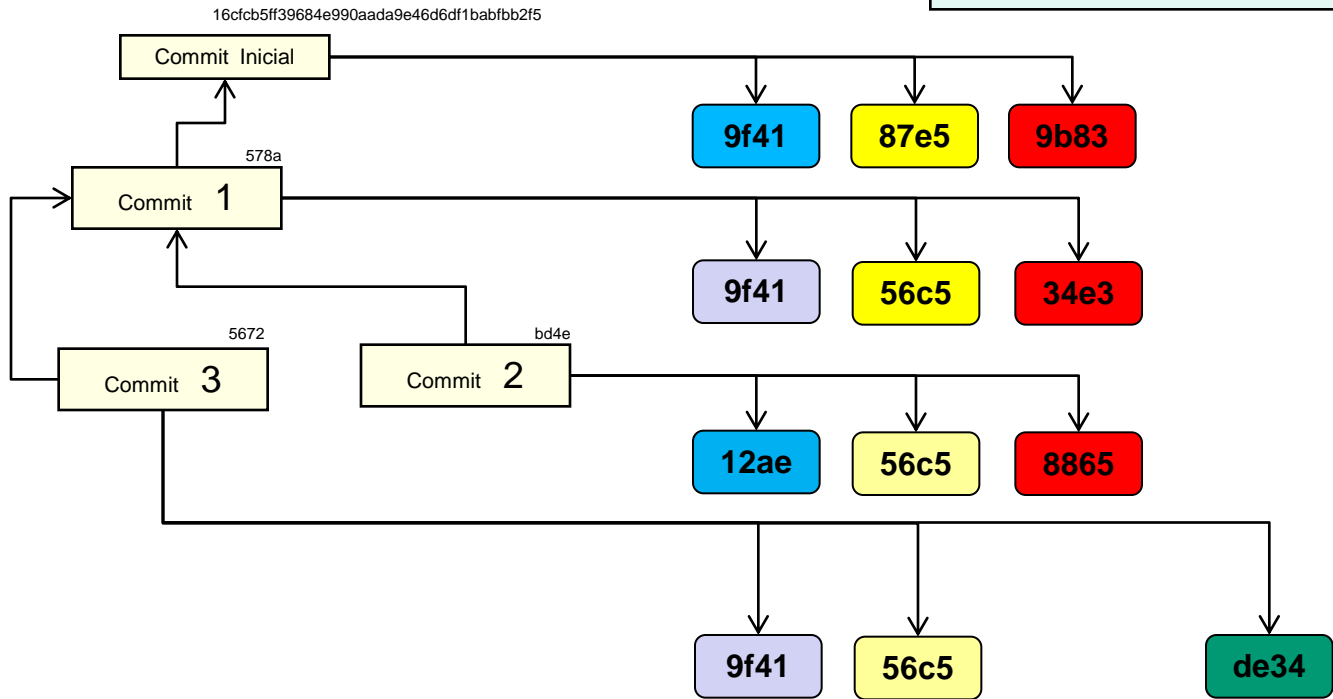 16cfcb5ff39684e990aada9e46d6df1babfbb2f5
Commit Inicial
9f41
87e5
9b83
578a
Commit 1
9f41
56c5
34e3
5672
Commit 3
bd4e
Commit 2
12ae
56c5
8865
9f41
56c5
de34